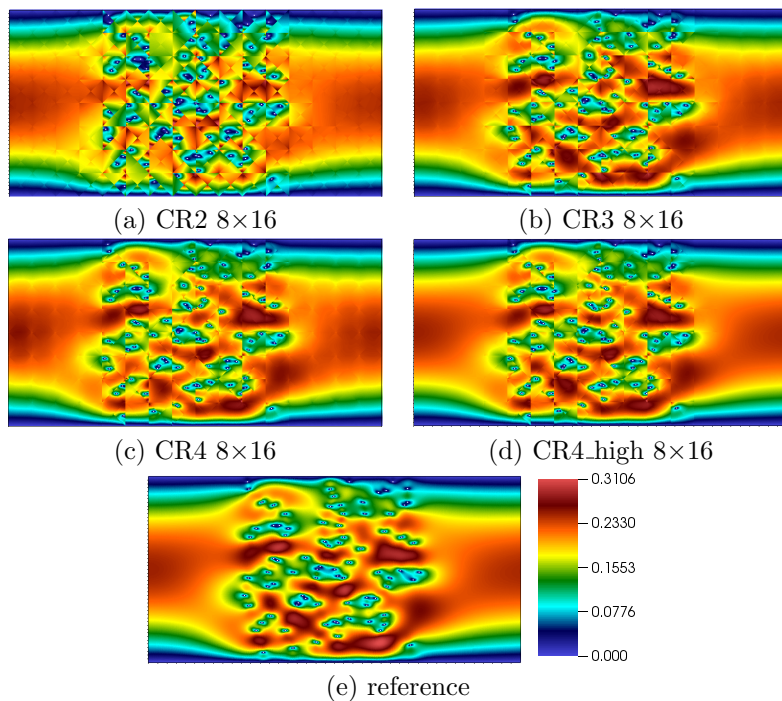 (a) CR2 8×16
(b) CR3 8×16
(c) CR4 8×16
(d) CR4_high 8×16
0.3106
0.2330
0.1553
0.0776
0.000
(e) reference